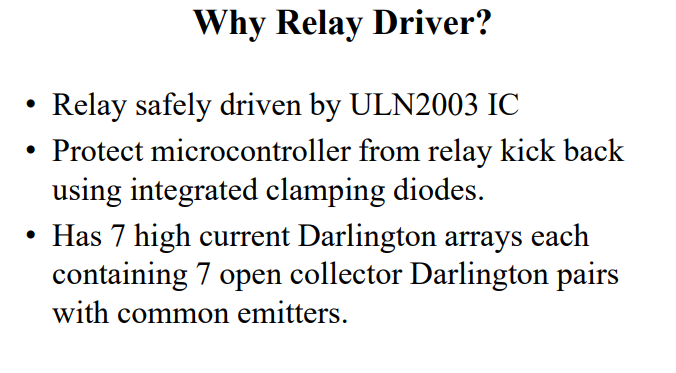 Why Relay Driver?
• Relay safely driven by ULN2003 IC
• Protect microcontroller from relay kick back
using integrated clamping diodes.
• Has 7 high current Darlington arrays each
containing 7 open collector Darlington pairs
with common emitters.